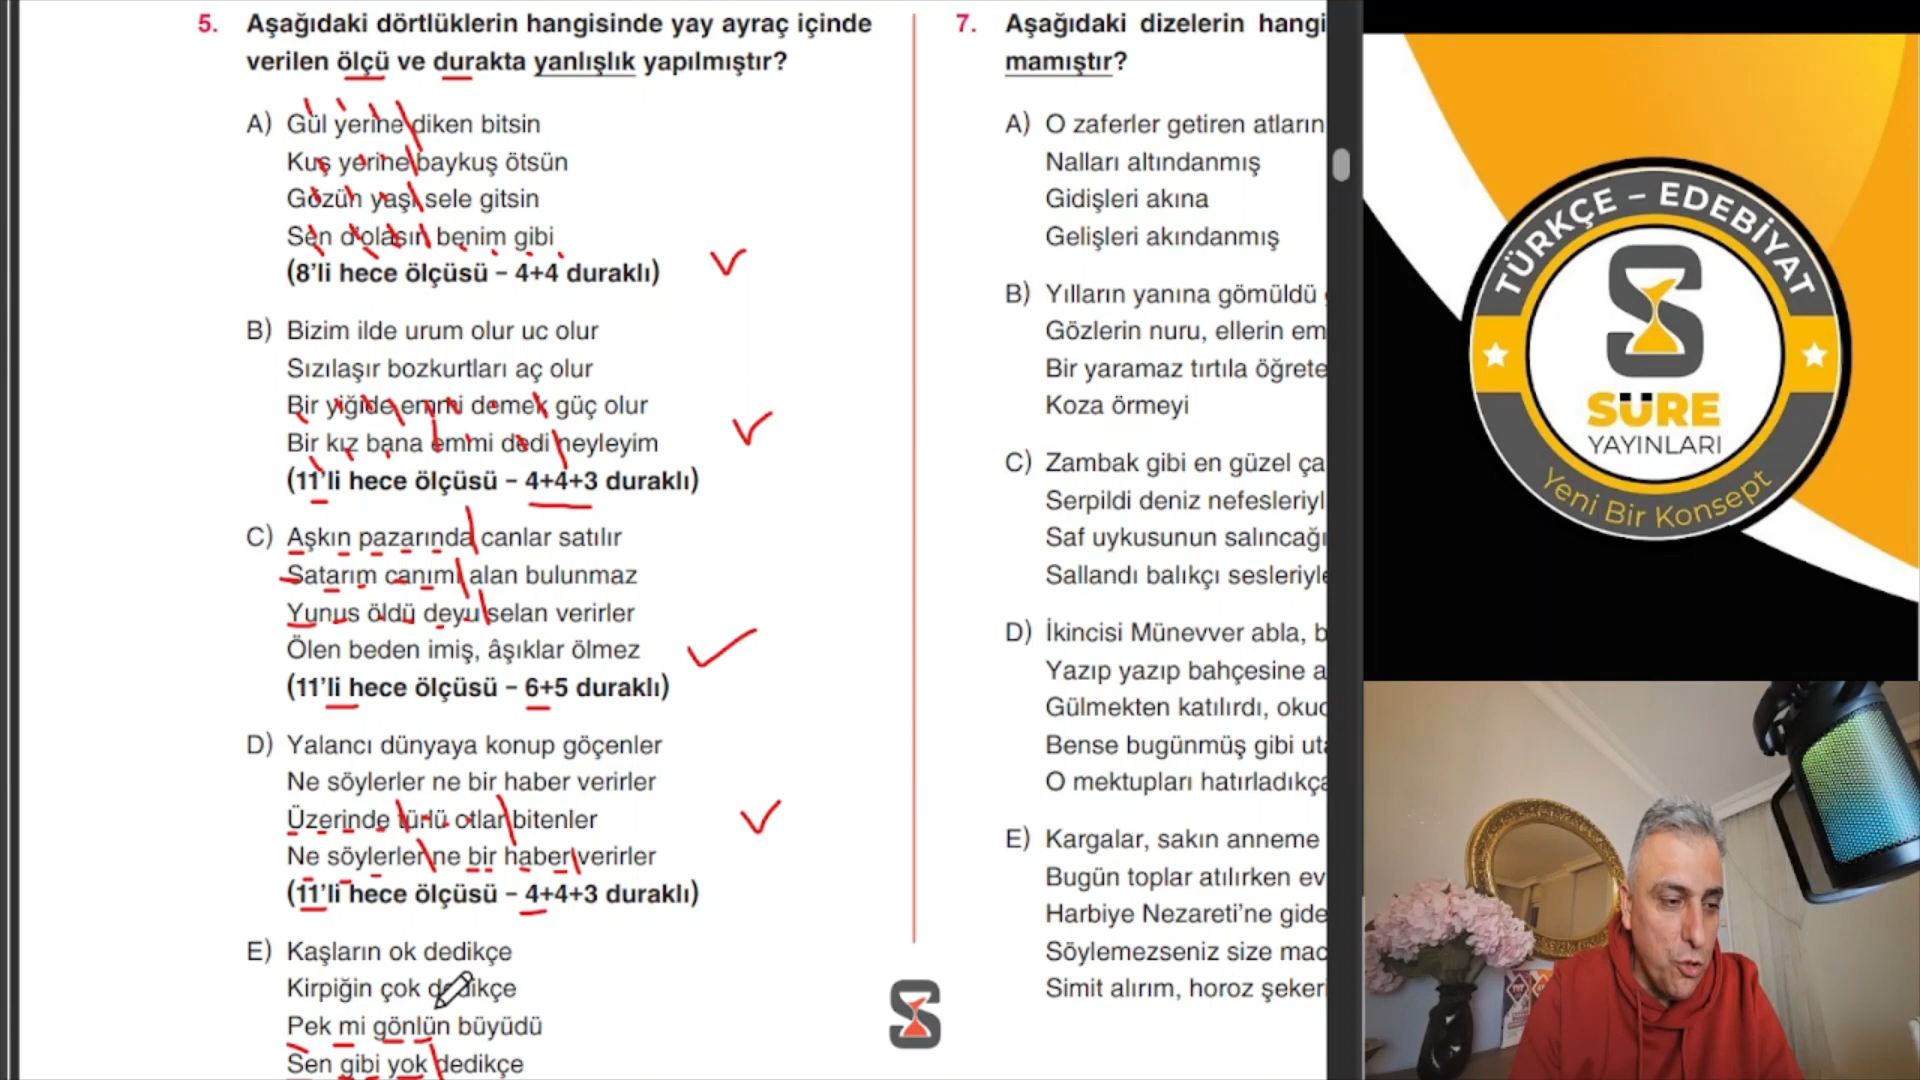 5. Aşağıdaki dörtlüklerin hangisinde yay ayraç içinde
verilen ölçü ve durakta yanlışlık yapılmıştır?
A) Gül yerine diken bitsin
Kuş yerine baykuş ötsün
Gözün yaşı sele gitsin
Sen d'olasın benim gibi
(8'li hece ölçüsü – 4+4 duraklı)
B) Bizim ilde urum olur uc olur
Sızılaşır bozkurtları aç olur
Bir yiğide emmi demek güç olur
Bir kız bana emmi dedi neyleyim
(11'li hece ölçüsü – 4+4+3 duraklı)
C) Aşkın pazarında canlar satılır
Satarım canımı alan bulunmaz
Yunus öldü deyu selan verirler
Ölen beden imiş, âşıklar ölmez
(11'li hece ölçüsü – 6+5 duraklı)
D) Yalancı dünyaya konup göçenler
Ne söylerler ne bir haber verirler
Üzerinde türlü otlar bitenler
Ne söylerler ne bir haber verirler
(11'li hece ölçüsü – 4+4+3 duraklı)
E) Kaşların ok dedikçe
Kirpiğin çok dedikçe
Pek mi gönlün büyüdü
Sen gibi yok dedikçe
7. Aşağıdaki dizelerin hangi
mamıştır?
A) O zaferler getiren atların
Nalları altındanmış
Gidişleri akına
Gelişleri akındanmış
B) Yılların yanına gömüldü
Gözlerin nuru, ellerin em
Bir yaramaz tırtıla öğrete
Koza örmeyi
C) Zambak gibi en güzel ça
Serpildi deniz nefesleriyl
Saf uykusunun salıncağı
Sallandı balıkçı sesleriyle
D) İkincisi Münevver abla, b
Yazıp yazıp bahçesine a
Gülmekten katılırdı, okuc
Bense bugünmüş gibi uta
O mektupları hatırladıkça
E) Kargalar, sakın anneme
Bugün toplar atılırken ev
Harbiye Nezareti'ne gide
Söylemezseniz size mac
Simit alırım, horoz şekeri
TÜRKÇE – EDEBİYAT
SÜRE
YAYINLARI
Yeni Bir Konsept